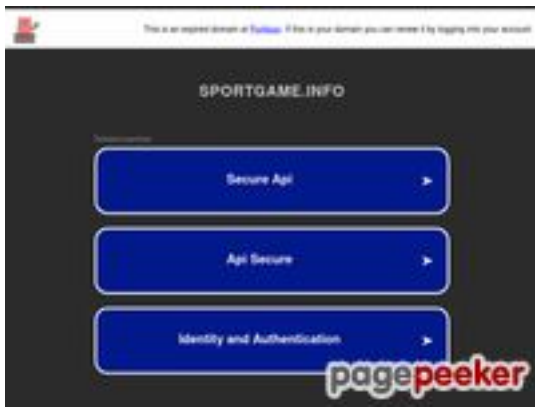 This is an expired domain at Porkbun. If this is your domain you can renew it by logging into your account
SPORTGAME.INFO
Secure Api
Api Secure
Identity and Authentication
pagepeeker